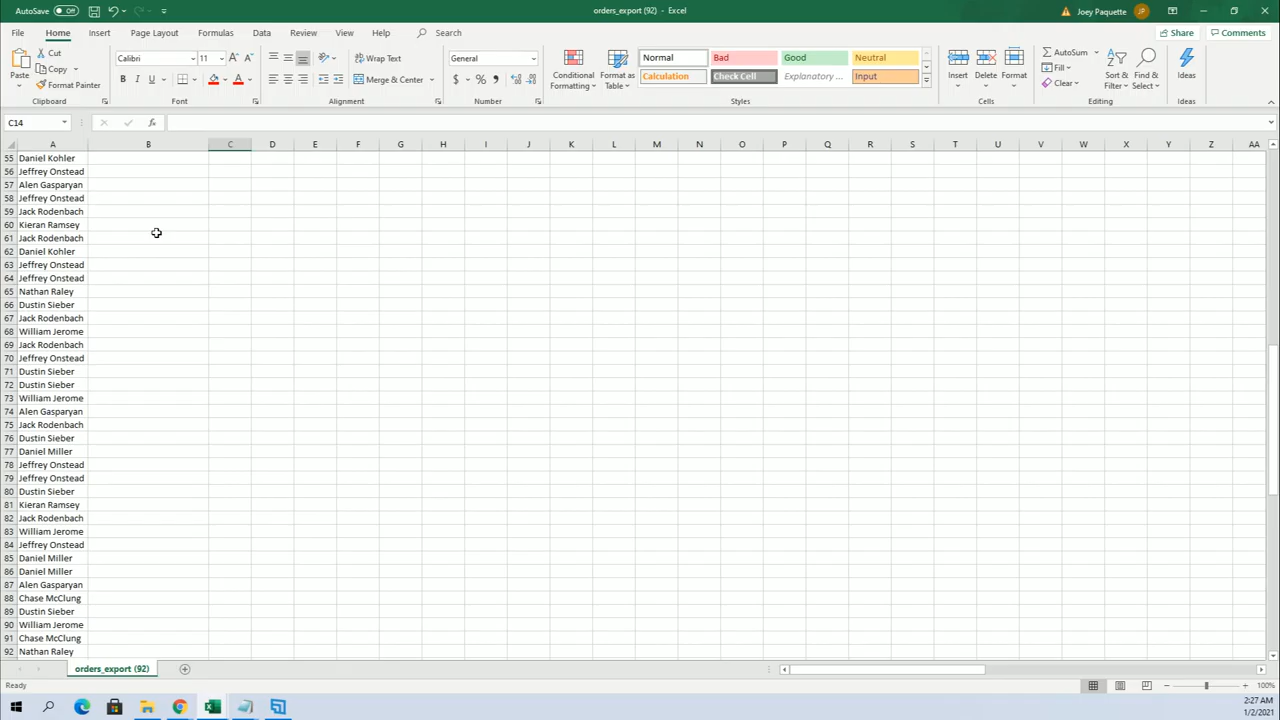 AutoSave Off
orders_export (92) - Excel
Joey Paquette JP
File Home Insert Page Layout Formulas Data Review View Help Search Share Comments
Paste Cut Copy Format Painter
Calibri 11
B I U
Wrap Text
Merge & Center
General
$ % ,
Conditional Formatting Format as Table
Normal Bad Good Neutral
Calculation Check Cell Explanatory ... Input
Insert Delete Format
AutoSum Fill Clear
Sort & Filter Find & Select
Ideas
Clipboard Font Alignment Number Styles Cells Editing Ideas
C14 fx
A B C D E F G H I J K L M N O P Q R S T U V W X Y Z AA
55 Daniel Kohler
56 Jeffrey Onstead
57 Alen Gasparyan
58 Jeffrey Onstead
59 Jack Rodenbach
60 Kieran Ramsey
61 Jack Rodenbach
62 Daniel Kohler
63 Jeffrey Onstead
64 Jeffrey Onstead
65 Nathan Raley
66 Dustin Sieber
67 Jack Rodenbach
68 William Jerome
69 Jack Rodenbach
70 Jeffrey Onstead
71 Dustin Sieber
72 Dustin Sieber
73 William Jerome
74 Alen Gasparyan
75 Jack Rodenbach
76 Dustin Sieber
77 Daniel Miller
78 Jeffrey Onstead
79 Jeffrey Onstead
80 Dustin Sieber
81 Kieran Ramsey
82 Jack Rodenbach
83 William Jerome
84 Jeffrey Onstead
85 Daniel Miller
86 Daniel Miller
87 Alen Gasparyan
88 Chase McClung
89 Dustin Sieber
90 William Jerome
91 Chase McClung
92 Nathan Raley
orders_export (92)
Ready
100%
2:27 AM
1/2/2021